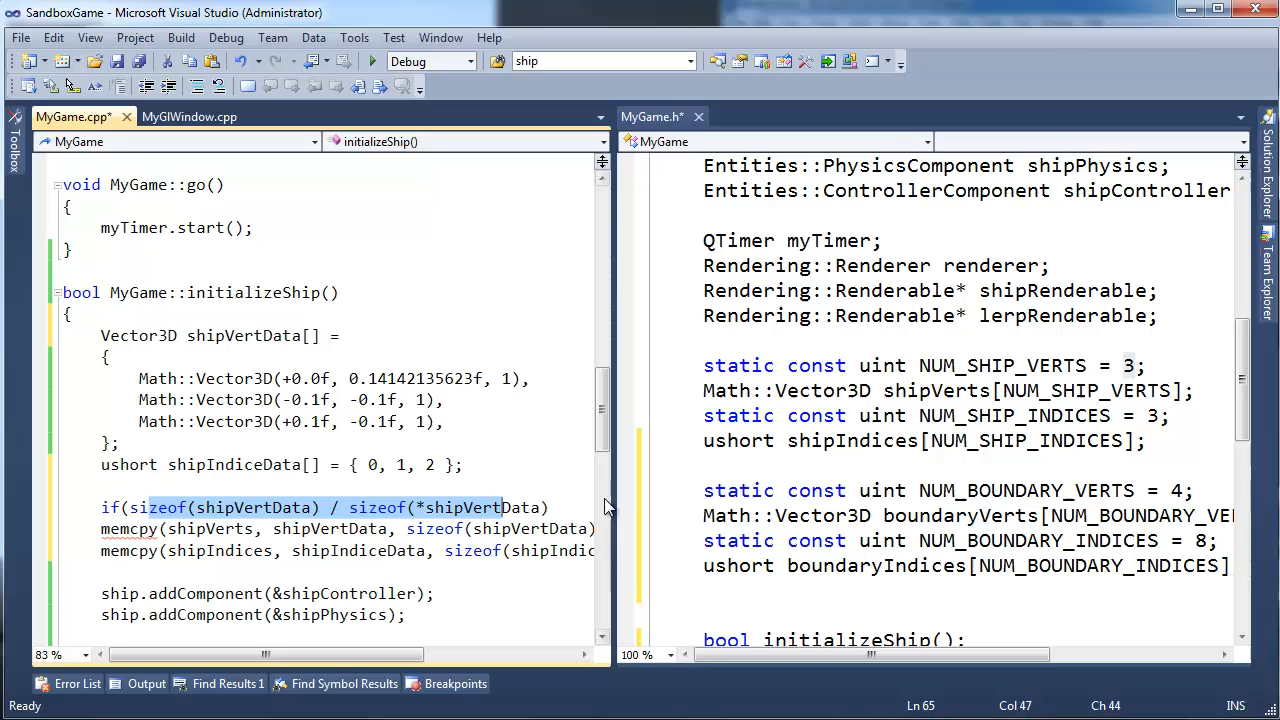 SandboxGame - Microsoft Visual Studio (Administrator)
File Edit View Project Build Debug Team Data Tools Test Window Help
Debug ship
MyGame.cpp* MyGlWindow.cpp MyGame.h*
MyGame initializeShip() MyGame
Toolbox
void MyGame::go()
{
myTimer.start();
}
bool MyGame::initializeShip()
{
Vector3D shipVertData[] =
{
Math::Vector3D(+0.0f, 0.14142135623f, 1),
Math::Vector3D(-0.1f, -0.1f, 1),
Math::Vector3D(+0.1f, -0.1f, 1),
};
ushort shipIndiceData[] = { 0, 1, 2 };
if(sizeof(shipVertData) / sizeof(*shipVertData)
memcpy(shipVerts, shipVertData, sizeof(shipVertData)
memcpy(shipIndices, shipIndiceData, sizeof(shipIndic
ship.addComponent(&shipController);
ship.addComponent(&shipPhysics);
83 %
Entities::PhysicsComponent shipPhysics;
Entities::ControllerComponent shipController
QTimer myTimer;
Rendering::Renderer renderer;
Rendering::Renderable* shipRenderable;
Rendering::Renderable* lerpRenderable;
static const uint NUM_SHIP_VERTS = 3;
Math::Vector3D shipVerts[NUM_SHIP_VERTS];
static const uint NUM_SHIP_INDICES = 3;
ushort shipIndices[NUM_SHIP_INDICES];
static const uint NUM_BOUNDARY_VERTS = 4;
Math::Vector3D boundaryVerts[NUM_BOUNDARY_VE
static const uint NUM_BOUNDARY_INDICES = 8;
ushort boundaryIndices[NUM_BOUNDARY_INDICES]
bool initializeShip();
100 %
Solution Explorer
Team Explorer
Error List Output Find Results 1 Find Symbol Results Breakpoints
Ready Ln 65 Col 47 Ch 44 INS